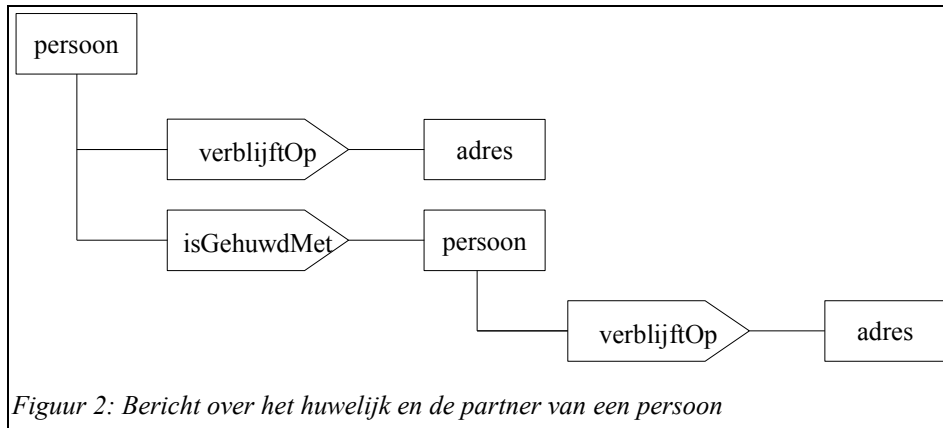 persoon
verblijftOp
adres
isGehuwdMet
persoon
verblijftOp
adres
Figuur 2: Bericht over het huwelijk en de partner van een persoon